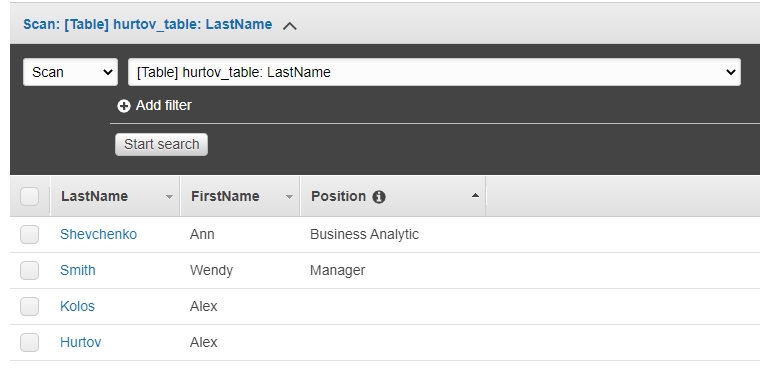 Scan: [Table] hurtov_table: LastName
Scan [Table] hurtov_table: LastName
Add filter
Start search
LastName FirstName Position
Shevchenko Ann Business Analytic
Smith Wendy Manager
Kolos Alex
Hurtov Alex